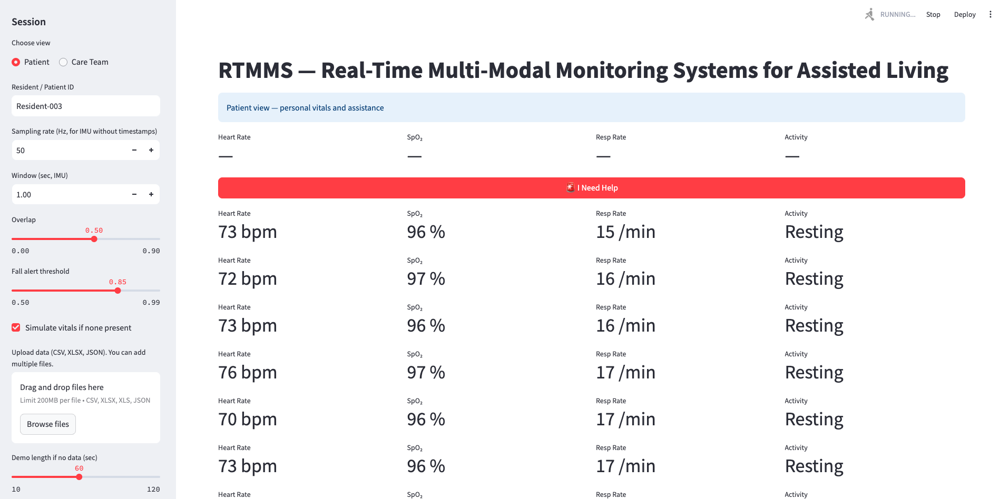 Session
Choose view
Patient
Care Team
Resident / Patient ID
Resident-003
Sampling rate (Hz, for IMU without timestamps)
50 − +
Window (sec, IMU)
1.00 − +
Overlap
0.50
0.00 0.90
Fall alert threshold
0.85
0.50 0.99
Simulate vitals if none present
Upload data (CSV, XLSX, JSON). You can add
multiple files.
Drag and drop files here
Limit 200MB per file • CSV, XLSX, XLS, JSON
Browse files
Demo length if no data (sec)
60
10 120
RUNNING... Stop Deploy
RTMMS — Real-Time Multi-Modal Monitoring Systems for Assisted Living
Patient view — personal vitals and assistance
Heart Rate SpO₂ Resp Rate Activity
— — — —
I Need Help
Heart Rate SpO₂ Resp Rate Activity
73 bpm 96 % 15 /min Resting
Heart Rate SpO₂ Resp Rate Activity
72 bpm 97 % 16 /min Resting
Heart Rate SpO₂ Resp Rate Activity
73 bpm 96 % 16 /min Resting
Heart Rate SpO₂ Resp Rate Activity
76 bpm 97 % 17 /min Resting
Heart Rate SpO₂ Resp Rate Activity
70 bpm 96 % 17 /min Resting
Heart Rate SpO₂ Resp Rate Activity
73 bpm 96 % 17 /min Resting
Heart Rate SpO₂ Resp Rate Activity